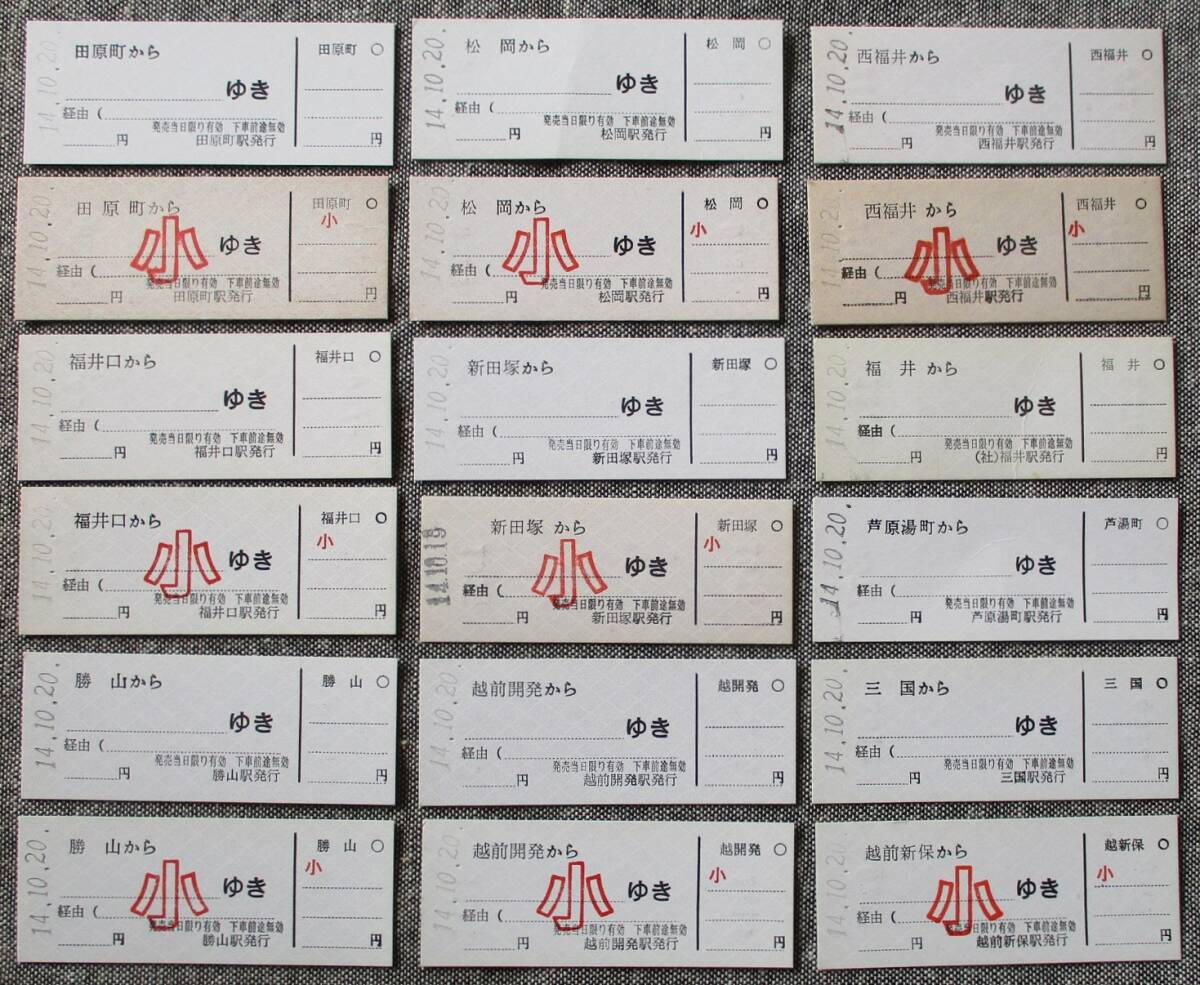 14.10.20.
田原町から
ゆき
経由(
発売当日限り有効 下車前途無効
円 田原町駅発行
田原町 ○
円
14.10.20.
松 岡から
ゆき
経由(
発売当日限り有効 下車前途無効
円 松岡駅発行
松 岡 ○
円
14.10.20.
西福井から
ゆき
経由(
発売当日限り有効 下車前途無効
円 西福井駅発行
西福井 ○
円
14.10.20
田原町から
小
ゆき
経由(
発売当日限り有効 下車前途無効
円 田原町駅発行
田原町 ○
小
円
14.10.20.
松 岡から
小
ゆき
経由(
発売当日限り有効 下車前途無効
円 松岡駅発行
松 岡 ○
小
円
14.10.20
西福井から
小
ゆき
経由(
発売当日限り有効 下車前途無効
円 西福井駅発行
西福井 ○
小
円
14.10.20.
福井口から
ゆき
経由(
発売当日限り有効 下車前途無効
円 福井口駅発行
福井口 ○
円
14.10.20.
新田塚から
ゆき
経由(
発売当日限り有効 下車前途無効
円 新田塚駅発行
新田塚 ○
円
14.10.20
福 井から
ゆき
経由(
発売当日限り有効 下車前途無効
円 (社)福井駅発行
福 井 ○
円
14.10.20.
福井口から
小
ゆき
経由(
発売当日限り有効 下車前途無効
円 福井口駅発行
福井口 ○
小
円
14.10.19
新田塚から
小
ゆき
経由(
発売当日限り有効 下車前途無効
円 新田塚駅発行
新田塚 ○
小
円
14.10.20.
芦原湯町から
ゆき
経由(
発売当日限り有効 下車前途無効
円 芦原湯町駅発行
芦湯町 ○
円
14.10.20.
勝 山から
ゆき
経由(
発売当日限り有効 下車前途無効
円 勝山駅発行
勝 山 ○
円
14.10.20
越前開発から
ゆき
経由(
発売当日限り有効 下車前途無効
円 越前開発駅発行
越開発 ○
円
14.10.20.
三 国から
ゆき
経由(
発売当日限り有効 下車前途無効
円 三国駅発行
三 国 ○
円
14.10.20.
勝 山から
小
ゆき
経由(
発売当日限り有効 下車前途無効
円 勝山駅発行
勝 山 ○
小
円
14.10.20
越前開発から
小
ゆき
経由(
発売当日限り有効 下車前途無効
円 越前開発駅発行
越開発 ○
小
円
14.10.20
越前新保から
小
ゆき
経由(
発売当日限り有効 下車前途無効
円 越前新保駅発行
越新保 ○
小
円